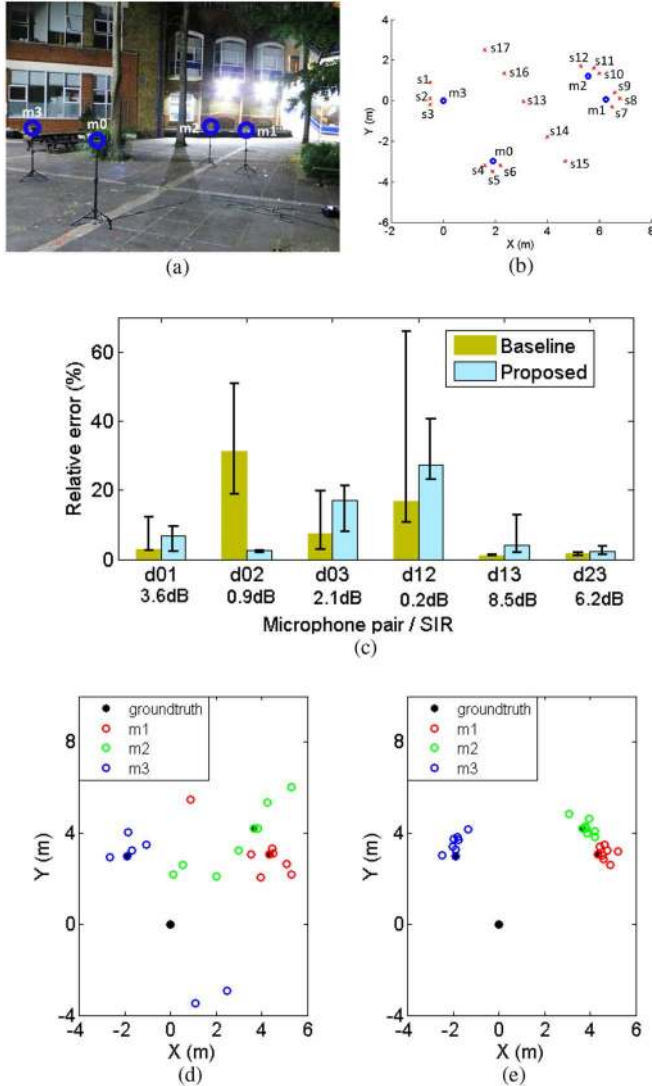 m3
m0
m2
m1
(a)
6
4
2
0
-2
-4
-6
Y (m)
s17
s12
s11
s10
s16
m2
s9
s1
s2
m3
s3
s13
m1
s8
s7
s14
m0
s15
s4
s5
s6
-2
0
2
4
6
8
X (m)
(b)
60
40
20
0
Relative error (%)
Baseline
Proposed
d01
d02
d03
d12
d13
d23
3.6dB
0.9dB
2.1dB
0.2dB
8.5dB
6.2dB
Microphone pair / SIR
(c)
groundtruth
m1
m2
m3
8
4
0
-4
Y (m)
-4
-2
0
2
4
6
X (m)
(d)
groundtruth
m1
m2
m3
8
4
0
-4
Y (m)
-4
-2
0
2
4
6
X (m)
(e)